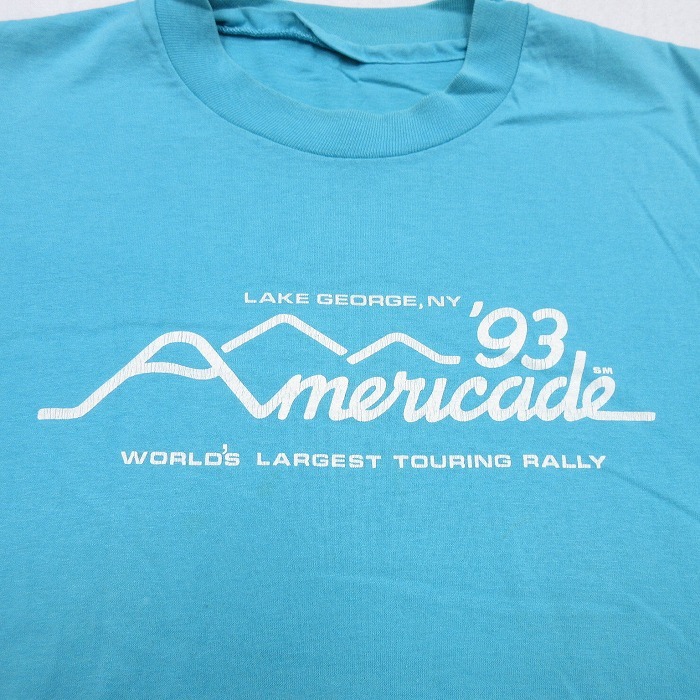 LAKE GEORGE, NY
'93
Americade SM
WORLD'S LARGEST TOURING RALLY